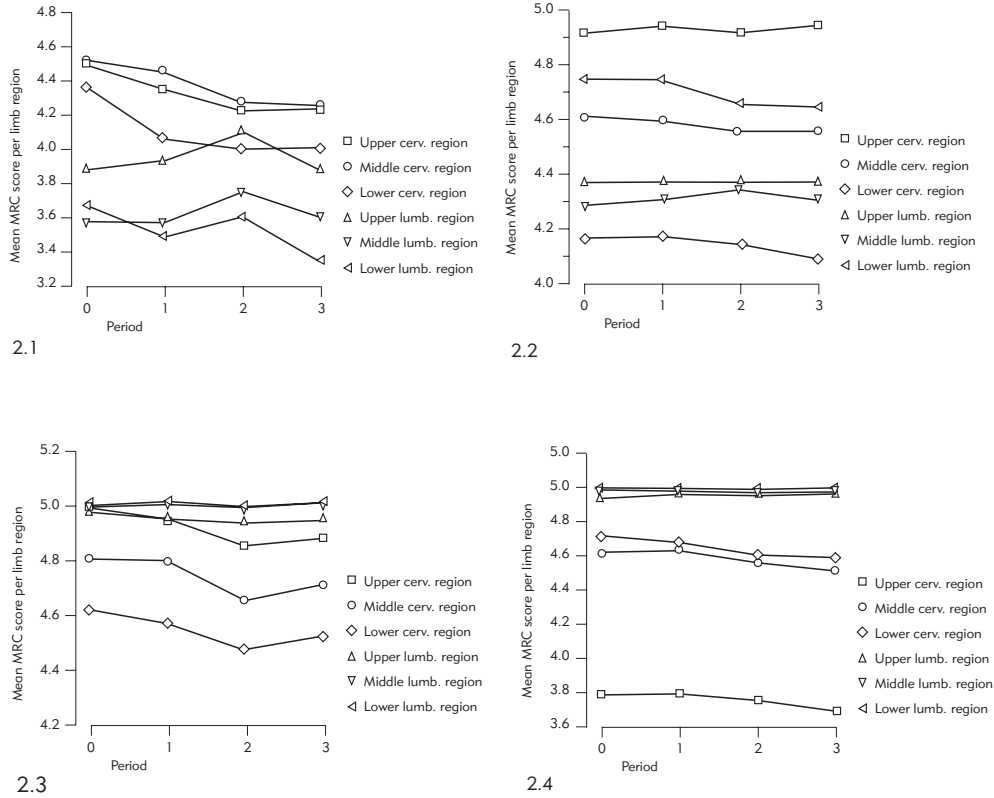 4.8
4.6
4.4
4.2
4.0
3.8
3.6
3.4
3.2
Mean MRC score per limb region
0 1 2 3
Period
Upper cerv. region
Middle cerv. region
Lower cerv. region
Upper lumb. region
Middle lumb. region
Lower lumb. region
2.1
5.0
4.8
4.6
4.4
4.2
4.0
Mean MRC score per limb region
0 1 2 3
Period
Upper cerv. region
Middle cerv. region
Lower cerv. region
Upper lumb. region
Middle lumb. region
Lower lumb. region
2.2
5.2
5.0
4.8
4.6
4.4
4.2
Mean MRC score per limb region
0 1 2 3
Period
Upper cerv. region
Middle cerv. region
Lower cerv. region
Upper lumb. region
Middle lumb. region
Lower lumb. region
2.3
5.0
5.0
4.8
4.6
4.4
4.2
4.0
3.8
3.6
Mean MRC score per limb region
0 1 2 3
Period
Upper cerv. region
Middle cerv. region
Lower cerv. region
Upper lumb. region
Middle lumb. region
Lower lumb. region
2.4